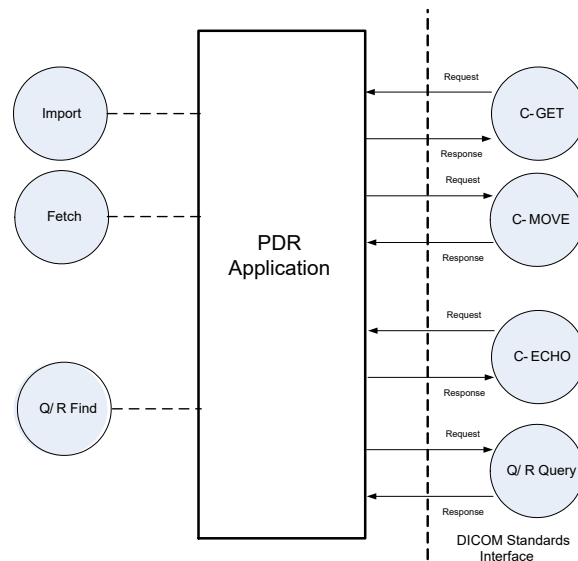 Import
Fetch
Q/ R Find
PDR
Application
Request
C- GET
Response
Request
C- MOVE
Response
Request
C- ECHO
Response
Request
Q/ R Query
Response
DICOM Standards
Interface